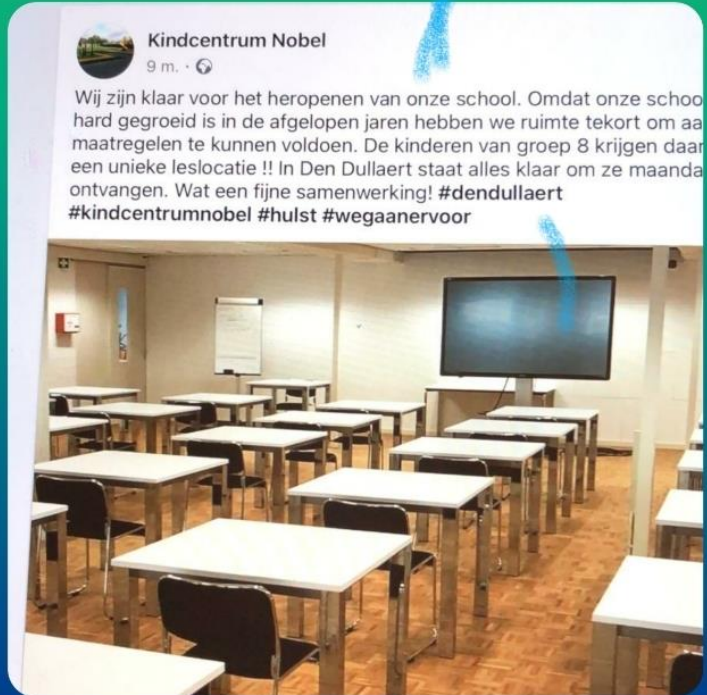 Kindcentrum Nobel
9 m. ·
Wij zijn klaar voor het heropenen van onze school. Omdat onze schoo
hard gegroeid is in de afgelopen jaren hebben we ruimte tekort om aa
maatregelen te kunnen voldoen. De kinderen van groep 8 krijgen daar
een unieke leslocatie !! In Den Dullaert staat alles klaar om ze maanda
ontvangen. Wat een fijne samenwerking! #dendullaert
#kindcentrumnobel #hulst #wegaanervoor